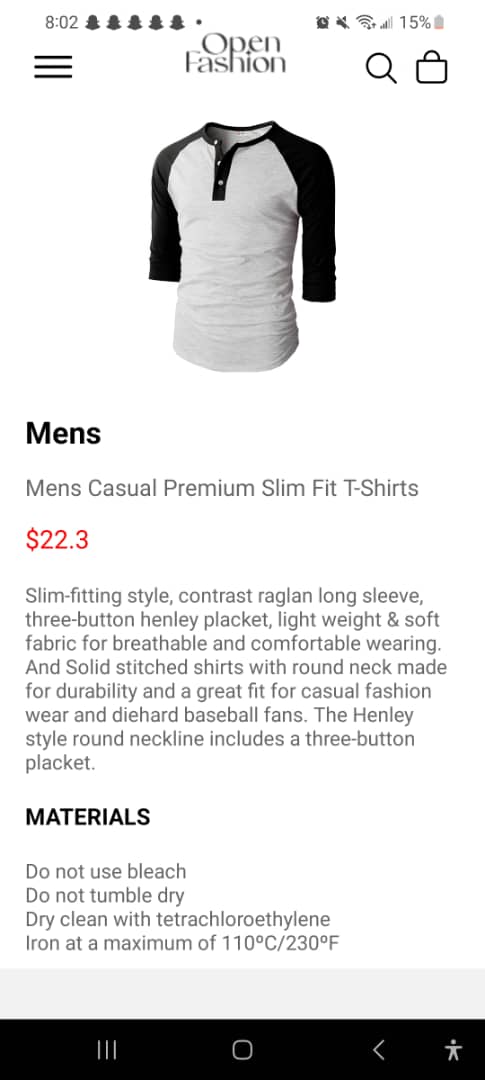 8:02
15%
Open
Fashion
Mens
Mens Casual Premium Slim Fit T-Shirts
$22.3
Slim-fitting style, contrast raglan long sleeve,
three-button henley placket, light weight & soft
fabric for breathable and comfortable wearing.
And Solid stitched shirts with round neck made
for durability and a great fit for casual fashion
wear and diehard baseball fans. The Henley
style round neckline includes a three-button
placket.
MATERIALS
Do not use bleach
Do not tumble dry
Dry clean with tetrachloroethylene
Iron at a maximum of 110ºC/230ºF